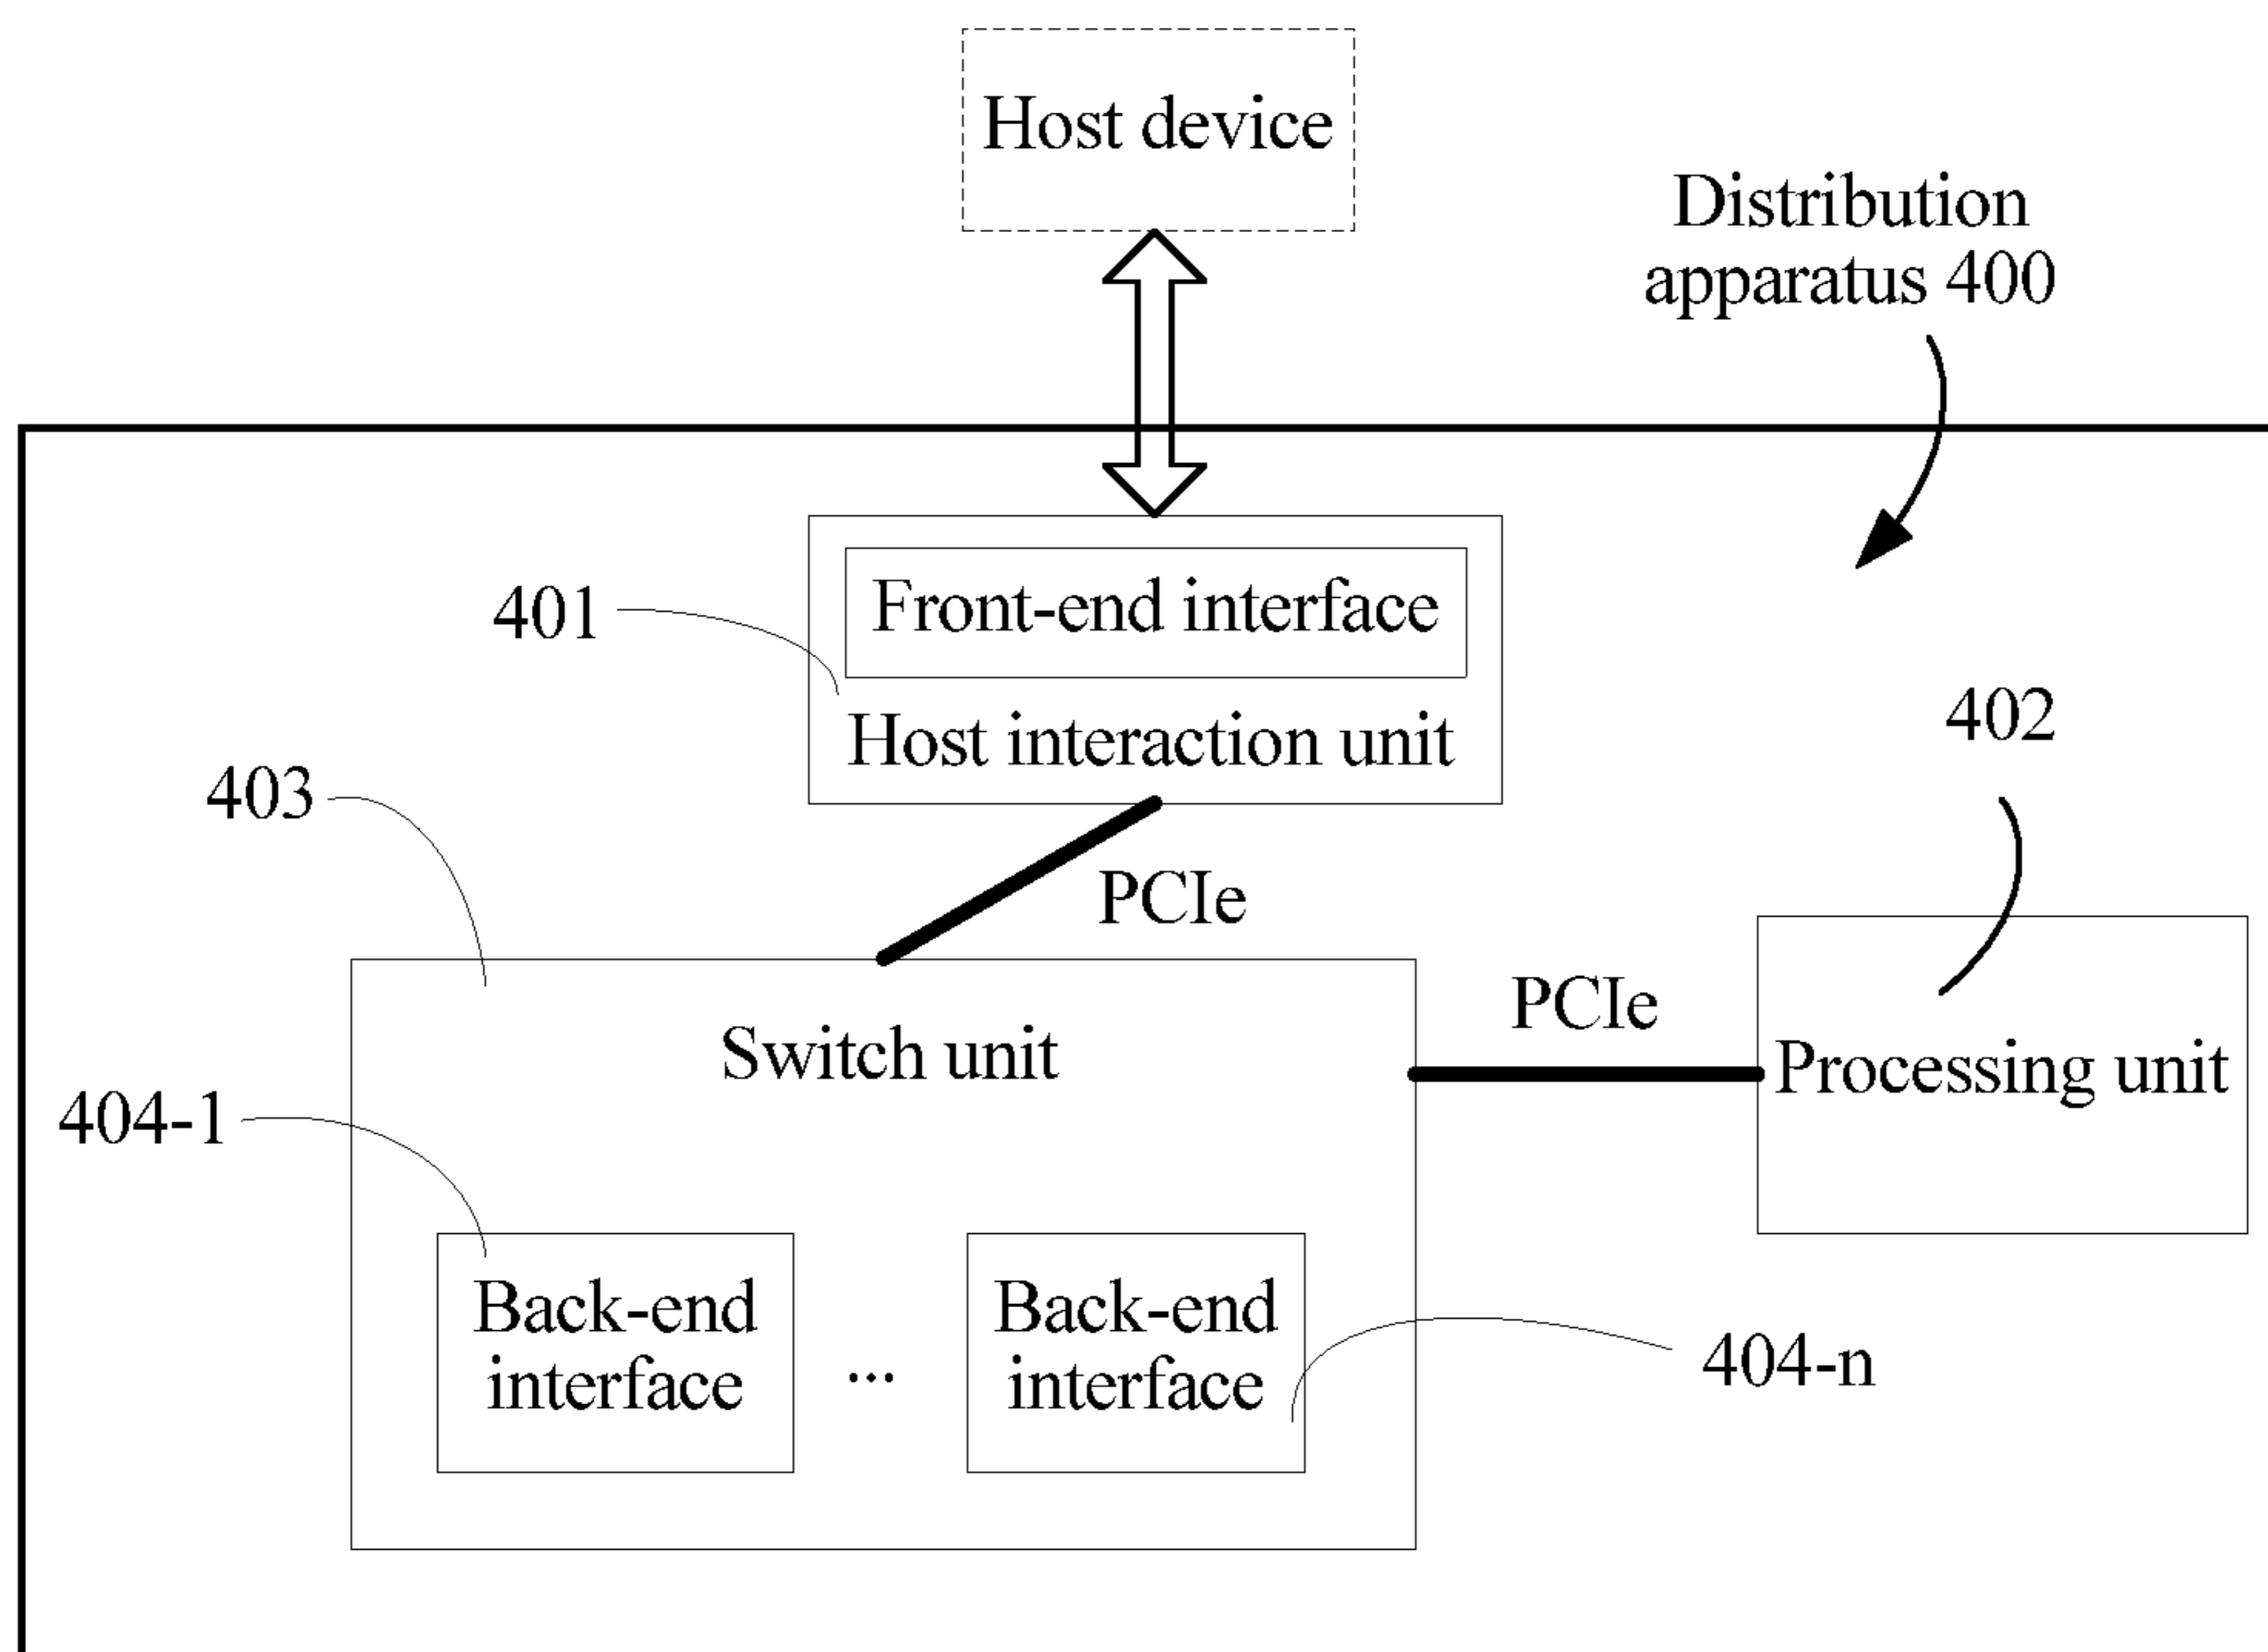 Host device
Distribution
apparatus 400
Front-end interface
401
Host interaction unit
402
403
PCIe
PCIe
Switch unit
Processing unit
404-1
Back-end
interface
...
Back-end
interface
404-n